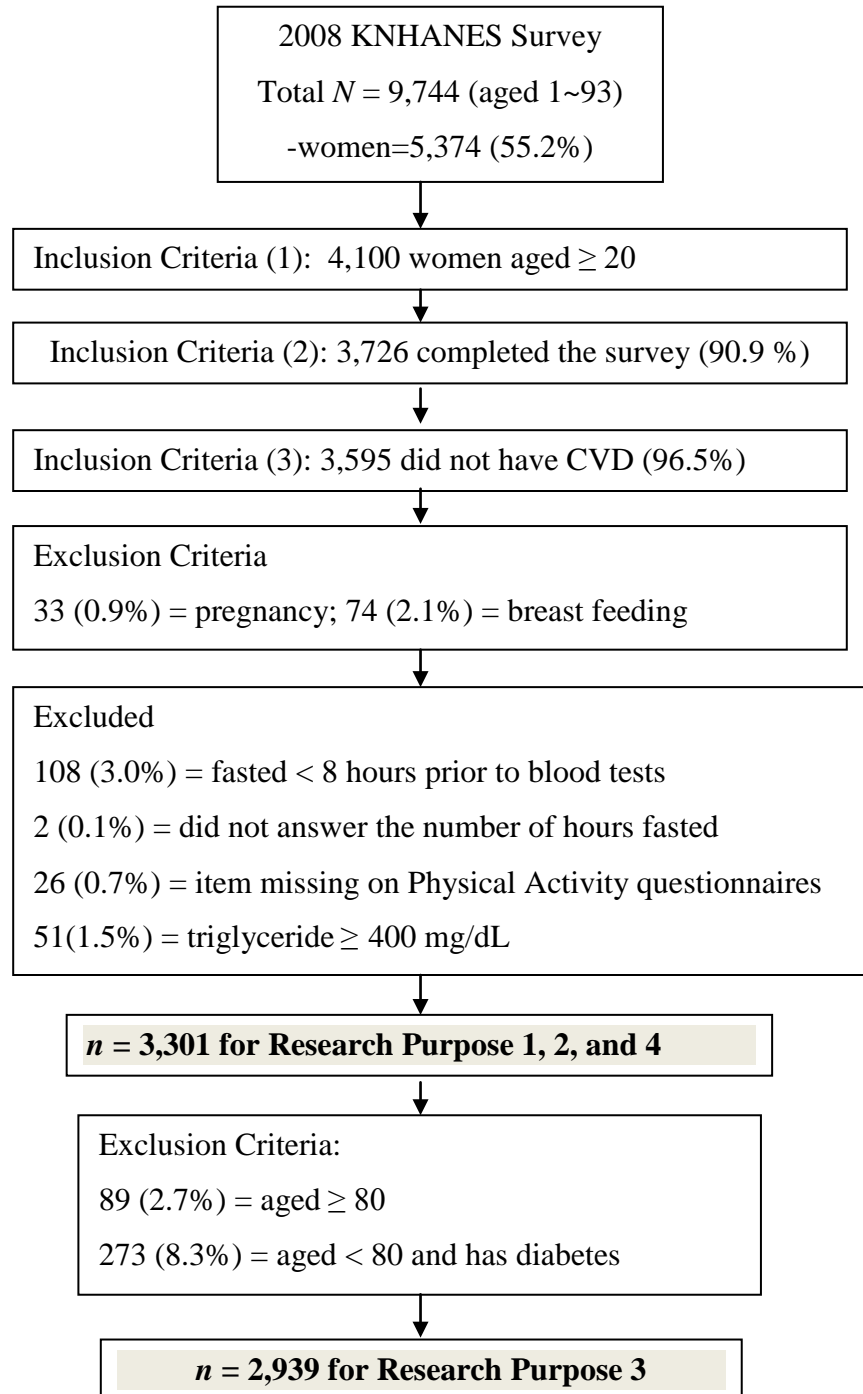 2008 KNHANES Survey
Total N = 9,744 (aged 1~93)
-women=5,374 (55.2%)
Inclusion Criteria (1): 4,100 women aged ≥ 20
Inclusion Criteria (2): 3,726 completed the survey (90.9 %)
Inclusion Criteria (3): 3,595 did not have CVD (96.5%)
Exclusion Criteria
33 (0.9%) = pregnancy; 74 (2.1%) = breast feeding
Excluded
108 (3.0%) = fasted < 8 hours prior to blood tests
2 (0.1%) = did not answer the number of hours fasted
26 (0.7%) = item missing on Physical Activity questionnaires
51(1.5%) = triglyceride ≥ 400 mg/dL
n = 3,301 for Research Purpose 1, 2, and 4
Exclusion Criteria:
89 (2.7%) = aged ≥ 80
273 (8.3%) = aged < 80 and has diabetes
n = 2,939 for Research Purpose 3